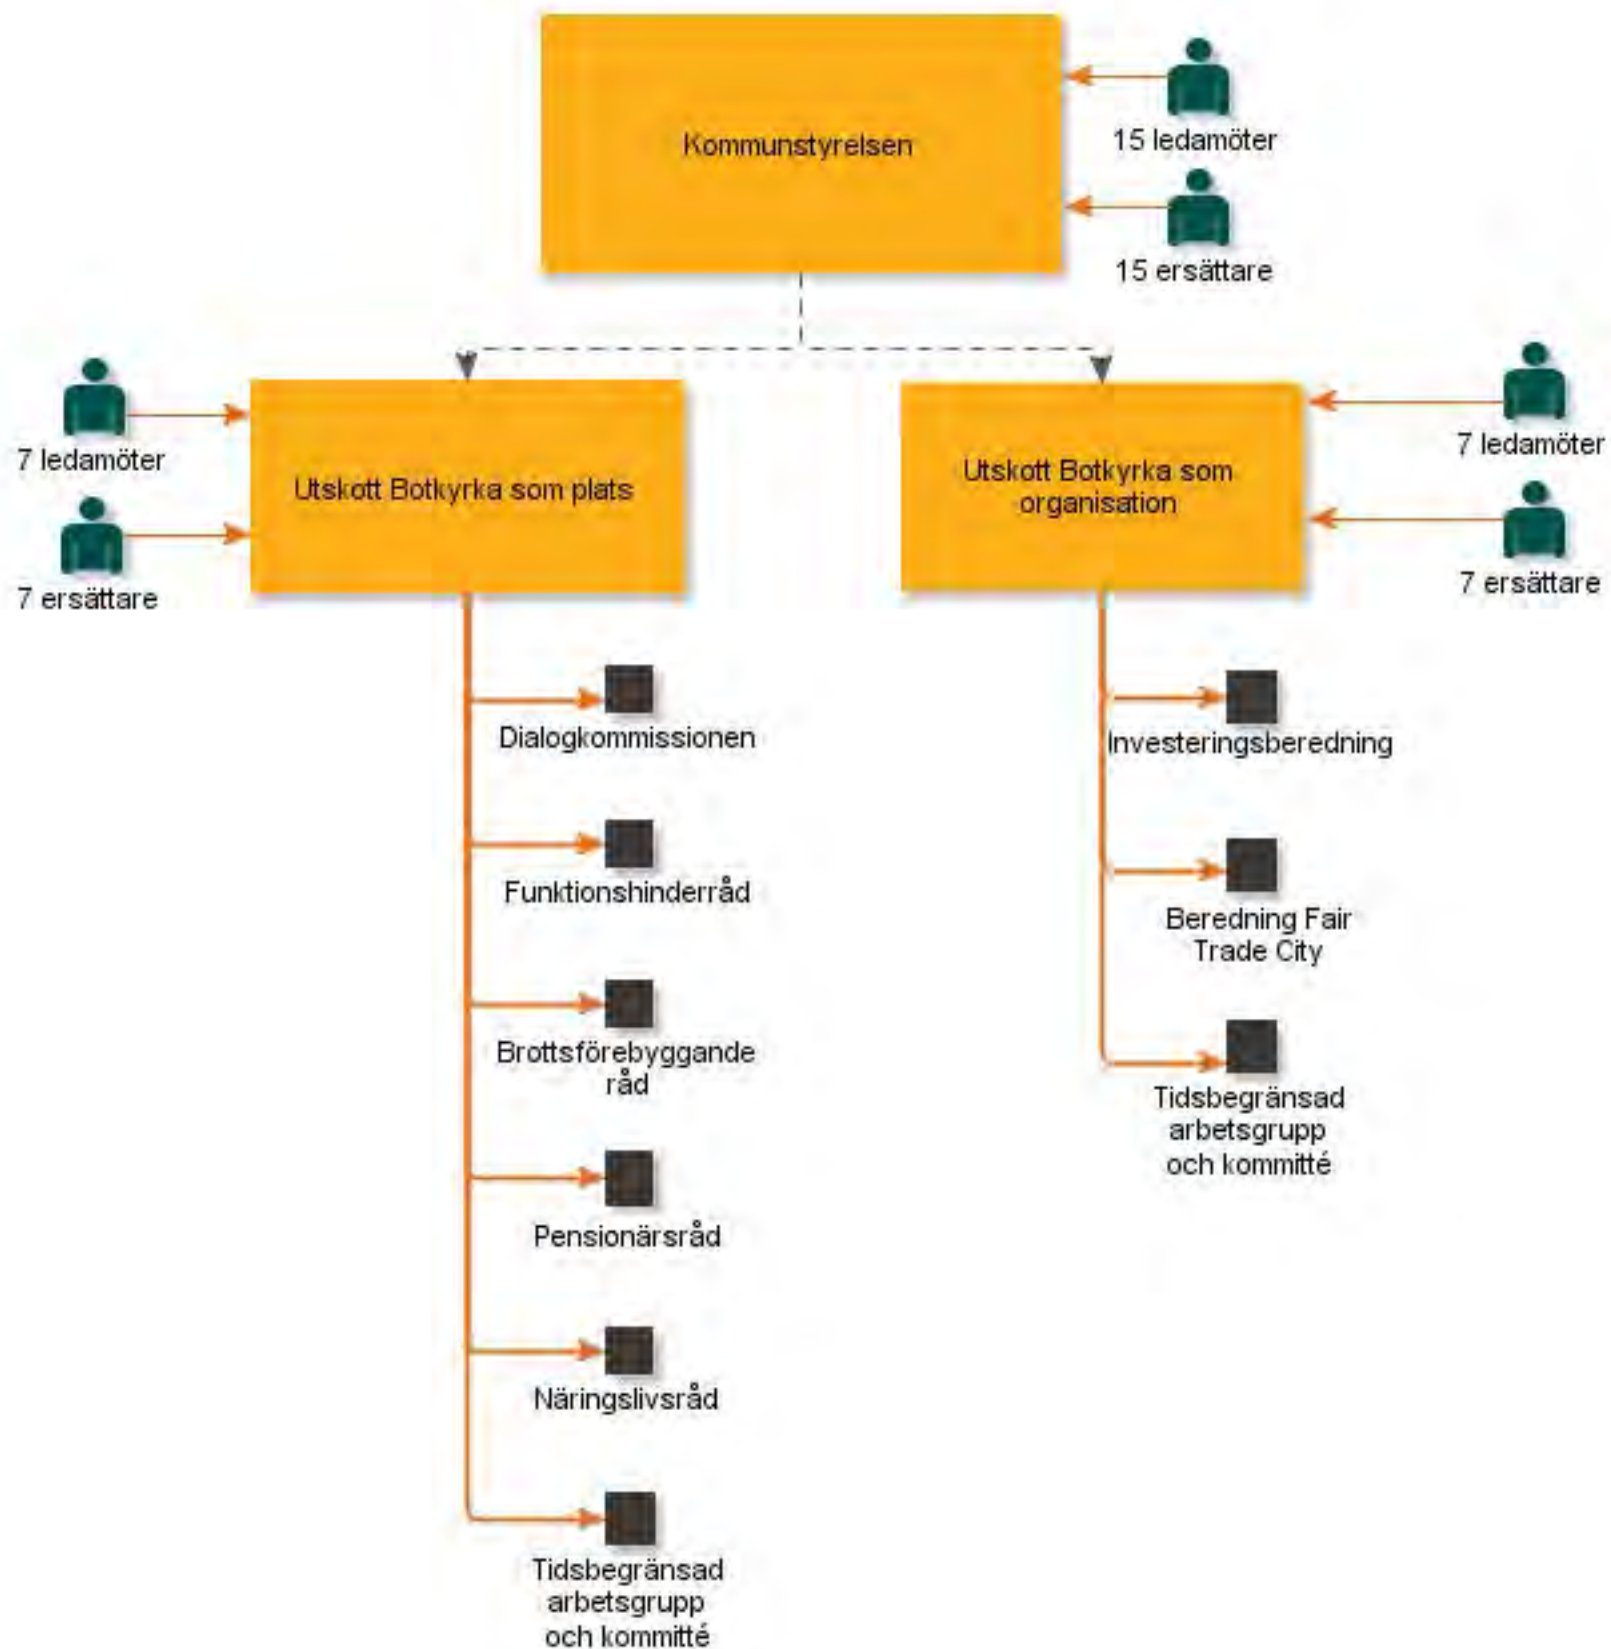 Kommunstyrelsen
15 ledamöter
15 ersättare
7 ledamöter
7 ersättare
Utskott Botkyrka som plats
Utskott Botkyrka som
organisation
7 ledamöter
7 ersättare
Dialogkommissionen
Funktionshinderråd
Brottsförebyggande
råd
Pensionärsråd
Näringslivsråd
Tidsbegränsad
arbetsgrupp
och kommitté
Investeringsberedning
Beredning Fair
Trade City
Tidsbegränsad
arbetsgrupp
och kommitté